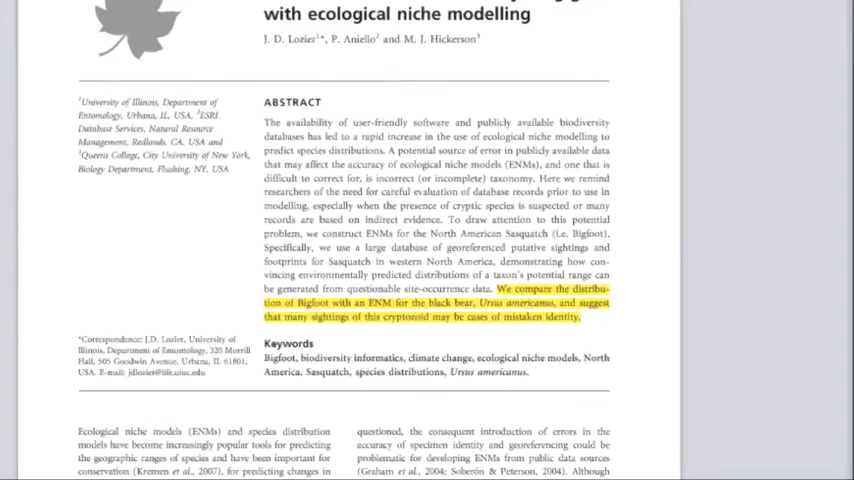 with ecological niche modelling
J. D. Lozier¹*, P. Aniello² and M. J. Hickerson³
¹University of Illinois, Department of
Entomology, Urbana, IL, USA, ²ESRI
Database Services, Natural Resource
Management, Redlands, CA, USA and
³Queens College, City University of New York,
Biology Department, Flushing, NY, USA
*Correspondence: J.D. Lozier, University of
Illinois, Department of Entomology, 320 Morrill
Hall, 505 Goodwin Avenue, Urbana, IL 61801,
USA. E-mail: jdlozier@life.uiuc.edu
ABSTRACT
The availability of user-friendly software and publicly available biodiversity
databases has led to a rapid increase in the use of ecological niche modelling to
predict species distributions. A potential source of error in publicly available data
that may affect the accuracy of ecological niche models (ENMs), and one that is
difficult to correct for, is incorrect (or incomplete) taxonomy. Here we remind
researchers of the need for careful evaluation of database records prior to use in
modelling, especially when the presence of cryptic species is suspected or many
records are based on indirect evidence. To draw attention to this potential
problem, we construct ENMs for the North American Sasquatch (i.e. Bigfoot).
Specifically, we use a large database of georeferenced putative sightings and
footprints for Sasquatch in western North America, demonstrating how con-
vincing environmentally predicted distributions of a taxon's potential range can
be generated from questionable site-occurrence data. We compare the distribu-
tion of Bigfoot with an ENM for the black bear, Ursus americanus, and suggest
that many sightings of this cryptozoid may be cases of mistaken identity.
Keywords
Bigfoot, biodiversity informatics, climate change, ecological niche models, North
America, Sasquatch, species distributions, Ursus americanus.
Ecological niche models (ENMs) and species distribution
models have become increasingly popular tools for predicting
the geographic ranges of species and have been important for
conservation (Kremen et al., 2007), for predicting changes in
questioned, the consequent introduction of errors in the
accuracy of specimen identity and georeferencing could be
problematic for developing ENMs from public data sources
(Graham et al., 2004; Soberón & Peterson, 2004). Although